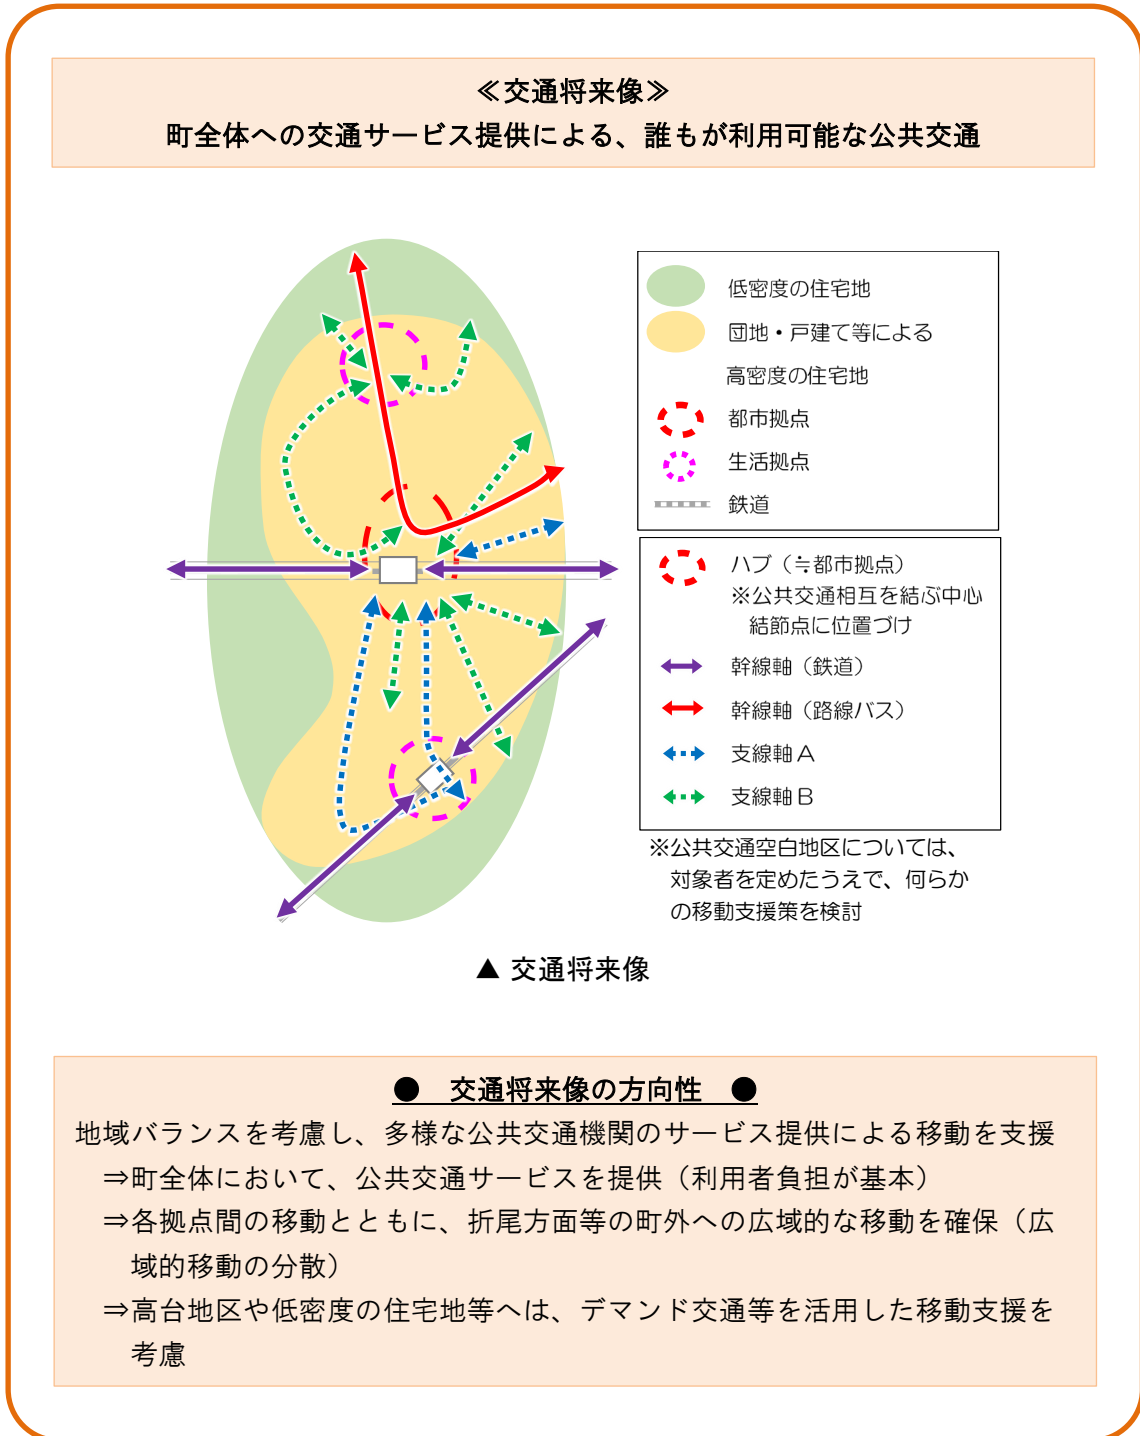 ≪交通将来像≫
町全体への交通サービス提供による、誰もが利用可能な公共交通
低密度の住宅地
団地・戸建て等による
高密度の住宅地
都市拠点
生活拠点
鉄道
ハブ（≒都市拠点）
※公共交通相互を結ぶ中心
結節点に位置づけ
幹線軸（鉄道）
幹線軸（路線バス）
支線軸A
支線軸B
※公共交通空白地区については、
対象者を定めたうえで、何らか
の移動支援策を検討
▲ 交通将来像
●　交通将来像の方向性　●
地域バランスを考慮し、多様な公共交通機関のサービス提供による移動を支援
⇒町全体において、公共交通サービスを提供（利用者負担が基本）
⇒各拠点間の移動とともに、折尾方面等の町外への広域的な移動を確保（広
域的移動の分散）
⇒高台地区や低密度の住宅地等へは、デマンド交通等を活用した移動支援を
考慮